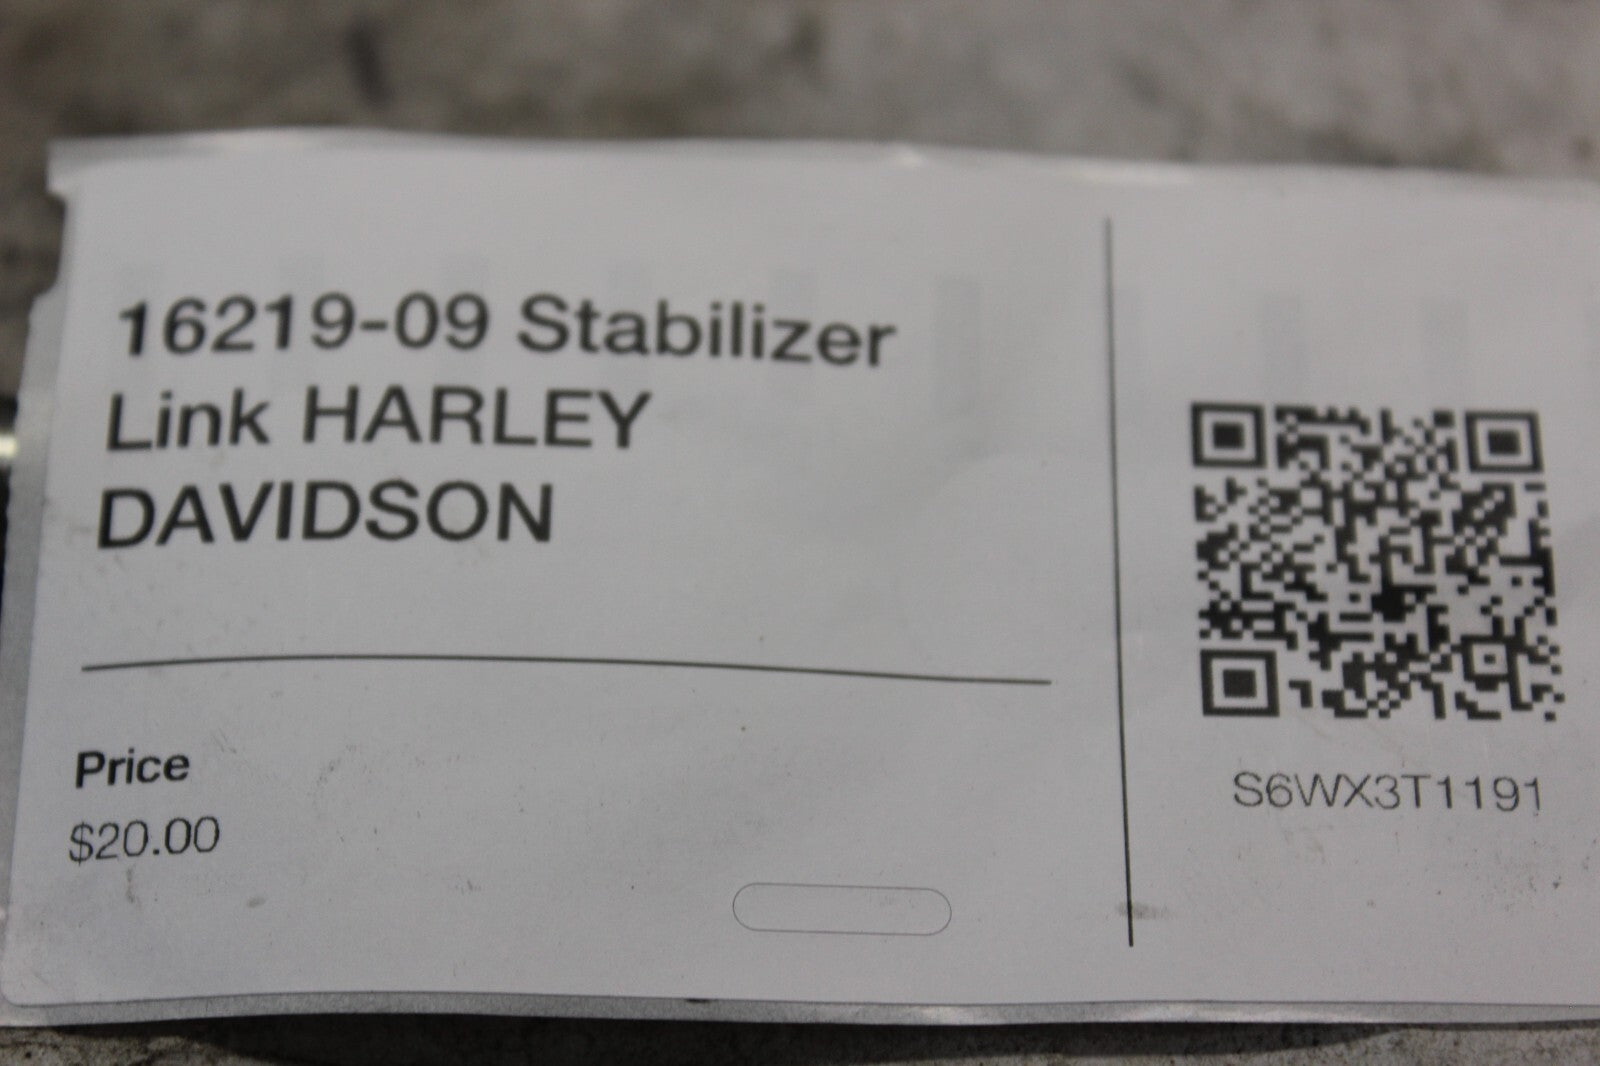 16219-09 Stabilizer
Link HARLEY
DAVIDSON
Price
$20.00
S6WX3T1191